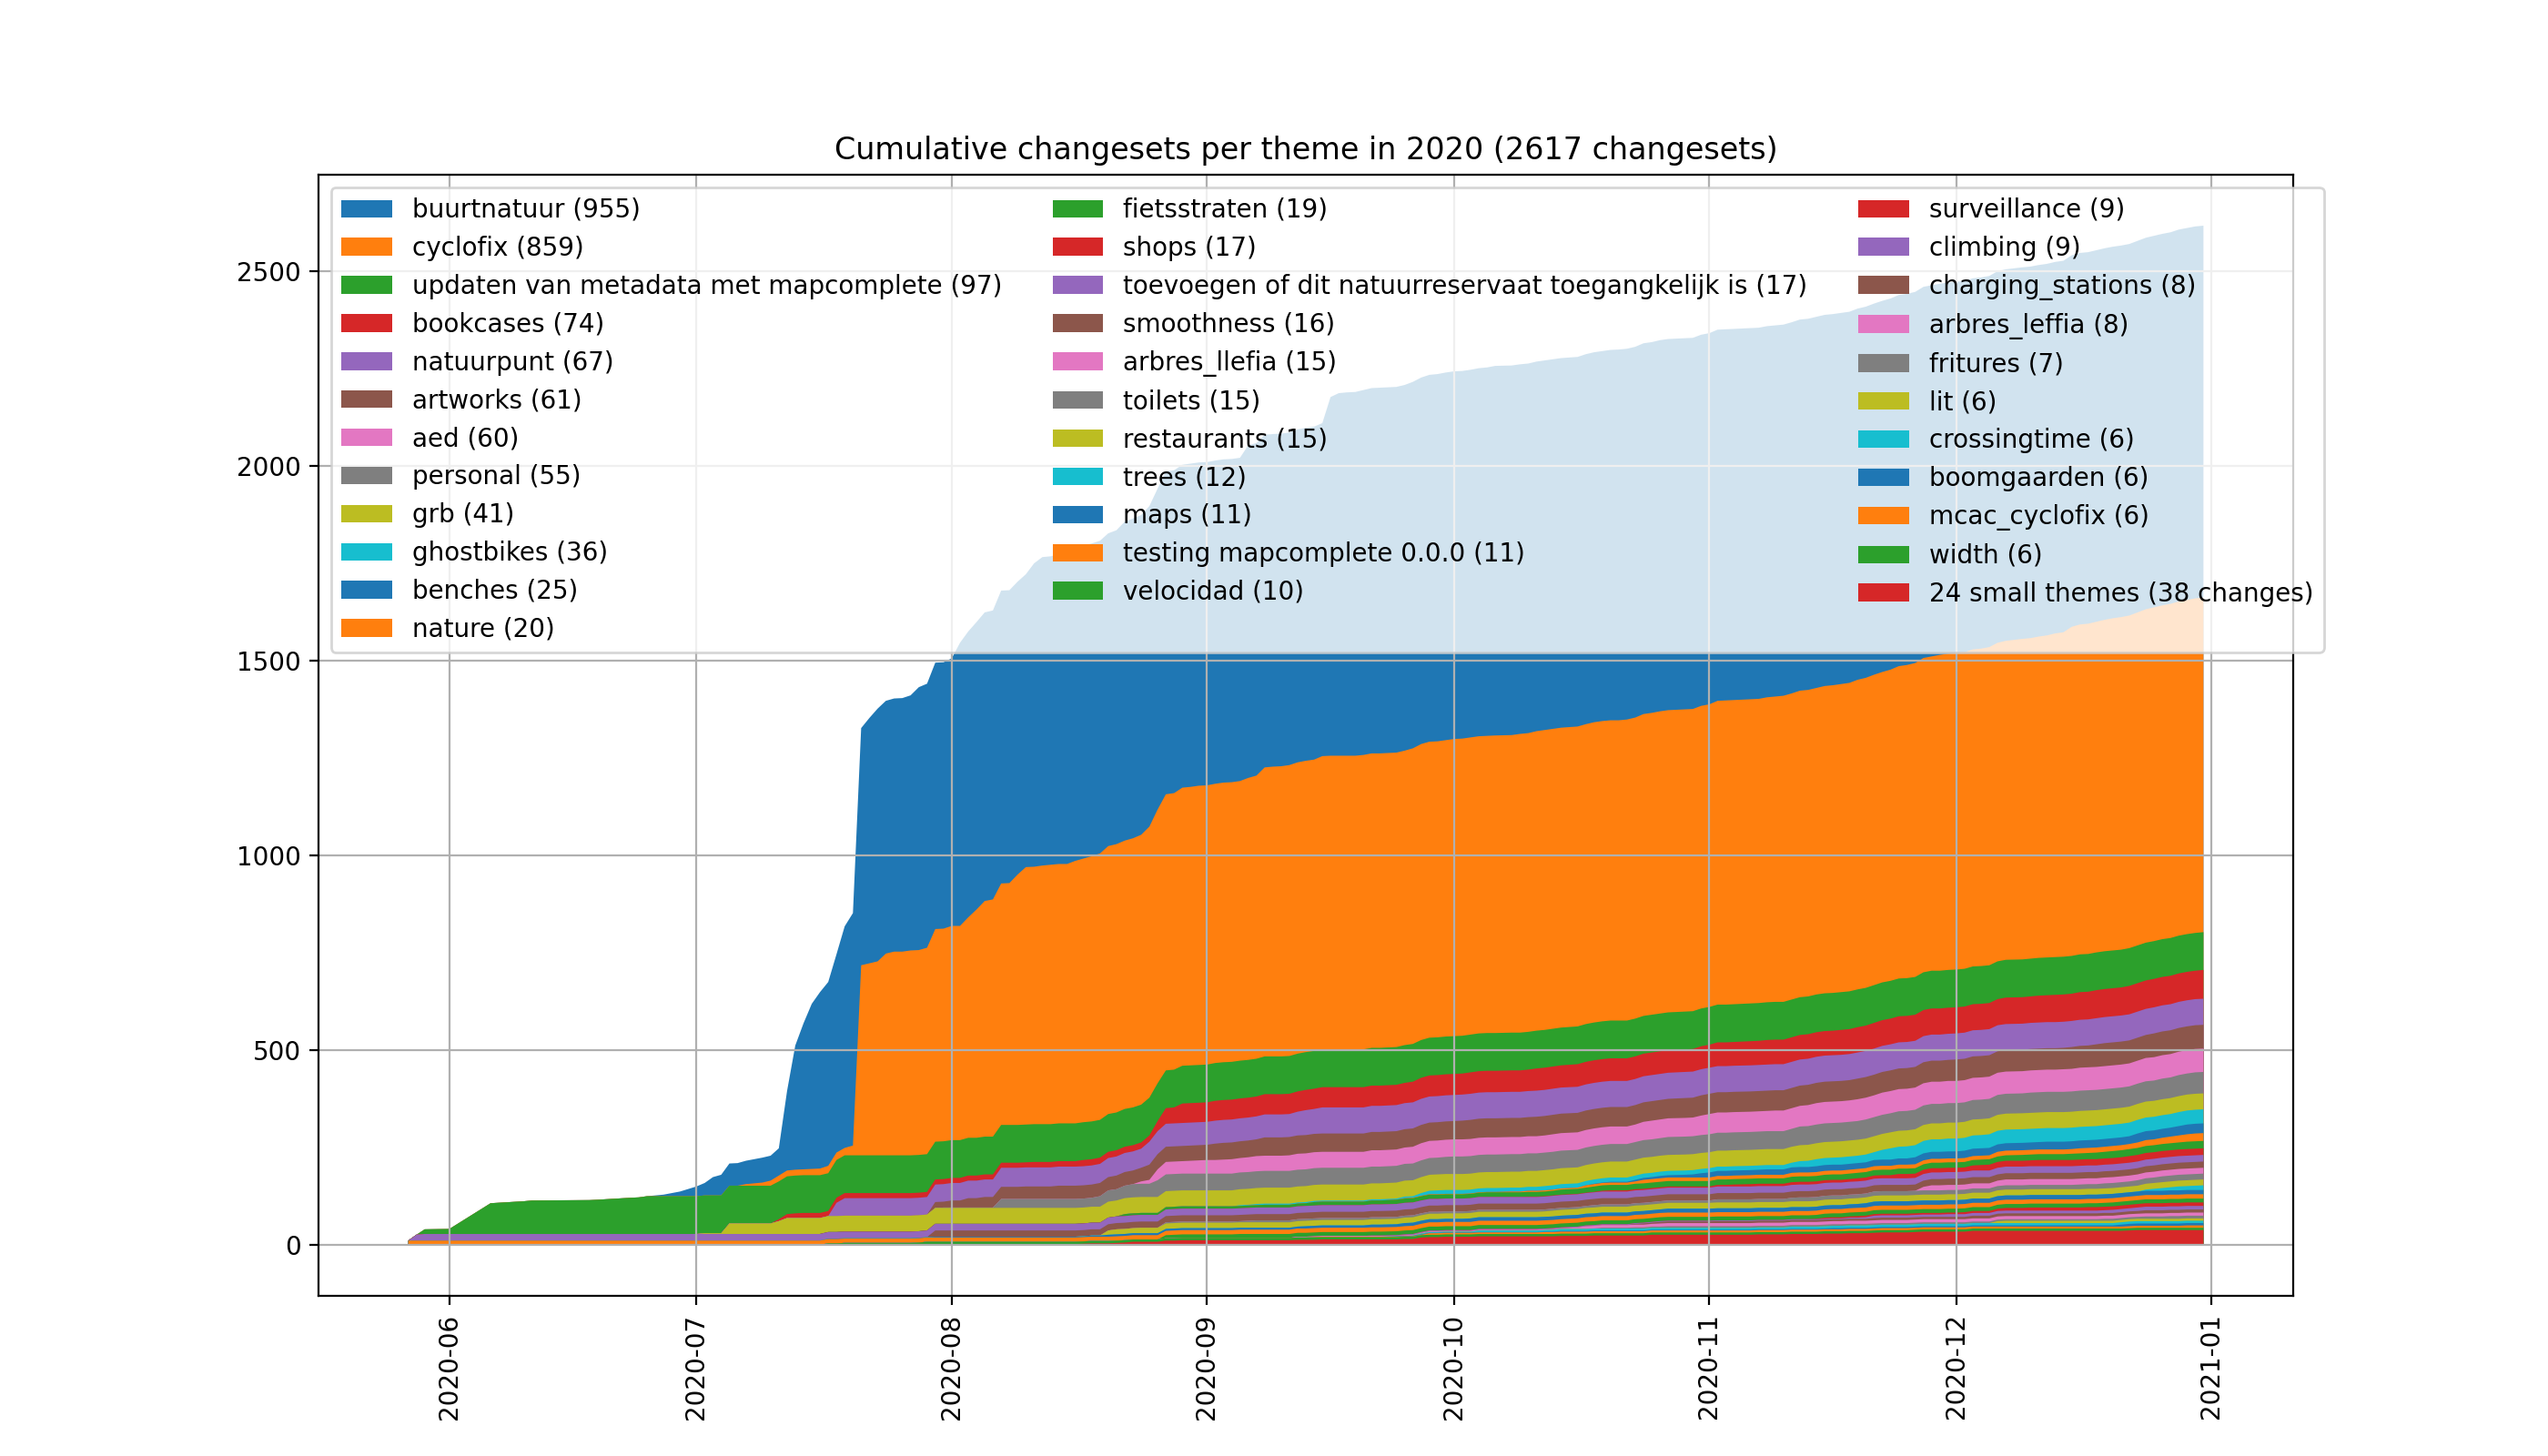 Cumulative changesets per theme in 2020 (2617 changesets)
buurtnatuur (955)
cyclofix (859)
updaten van metadata met mapcomplete (97)
bookcases (74)
natuurpunt (67)
artworks (61)
aed (60)
personal (55)
grb (41)
ghostbikes (36)
benches (25)
nature (20)
fietsstraten (19)
shops (17)
toevoegen of dit natuurreservaat toegangkelijk is (17)
smoothness (16)
arbres_llefia (15)
toilets (15)
restaurants (15)
trees (12)
maps (11)
testing mapcomplete 0.0.0 (11)
velocidad (10)
surveillance (9)
climbing (9)
charging_stations (8)
arbres_leffia (8)
fritures (7)
lit (6)
crossingtime (6)
boomgaarden (6)
mcac_cyclofix (6)
width (6)
24 small themes (38 changes)
2500
2000
1500
1000
500
0
2020-06
2020-07
2020-08
2020-09
2020-10
2020-11
2020-12
2021-01